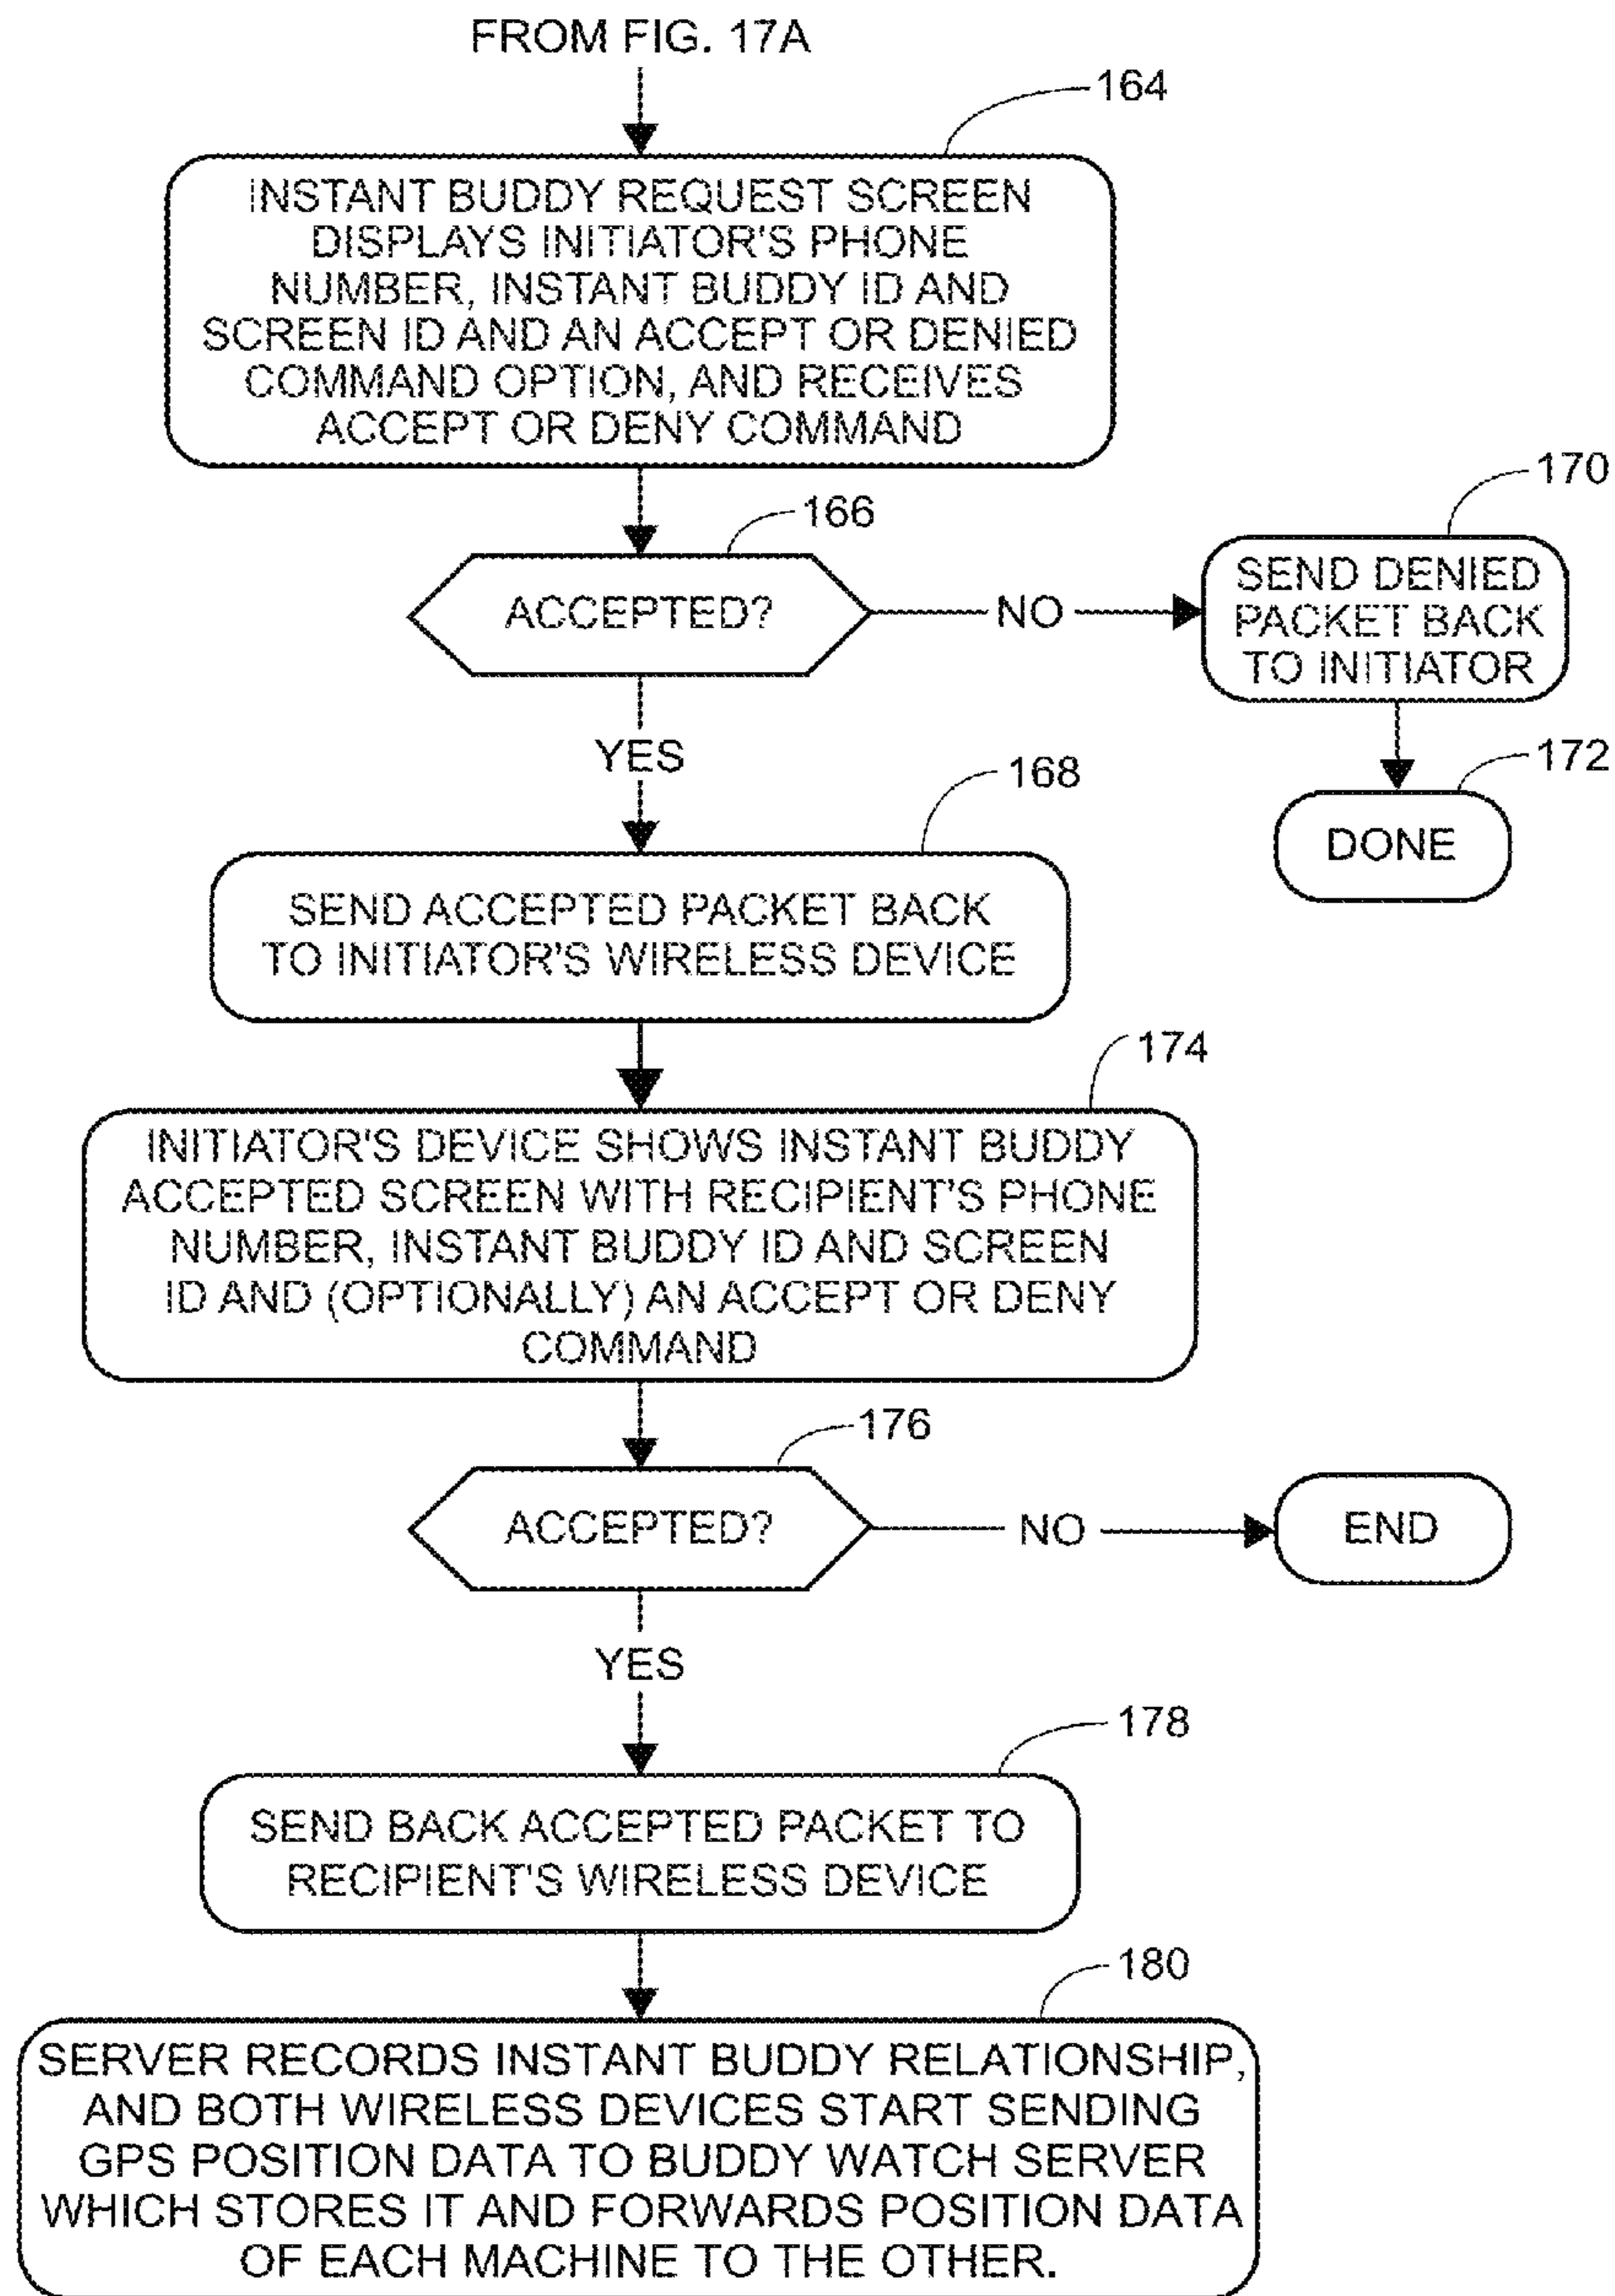 FROM FIG. 17A
164
INSTANT BUDDY REQUEST SCREEN
DISPLAYS INITIATOR'S PHONE
NUMBER, INSTANT BUDDY ID AND
SCREEN ID AND AN ACCEPT OR DENIED
COMMAND OPTION, AND RECEIVES
ACCEPT OR DENY COMMAND
166
ACCEPTED?
NO
170
SEND DENIED
PACKET BACK
TO INITIATOR
172
DONE
YES
168
SEND ACCEPTED PACKET BACK
TO INITIATOR'S WIRELESS DEVICE
174
INITIATOR'S DEVICE SHOWS INSTANT BUDDY
ACCEPTED SCREEN WITH RECIPIENT'S PHONE
NUMBER, INSTANT BUDDY ID AND SCREEN
ID AND (OPTIONALLY) AN ACCEPT OR DENY
COMMAND
176
ACCEPTED?
NO
END
YES
178
SEND BACK ACCEPTED PACKET TO
RECIPIENT'S WIRELESS DEVICE
180
SERVER RECORDS INSTANT BUDDY RELATIONSHIP,
AND BOTH WIRELESS DEVICES START SENDING
GPS POSITION DATA TO BUDDY WATCH SERVER
WHICH STORES IT AND FORWARDS POSITION DATA
OF EACH MACHINE TO THE OTHER.